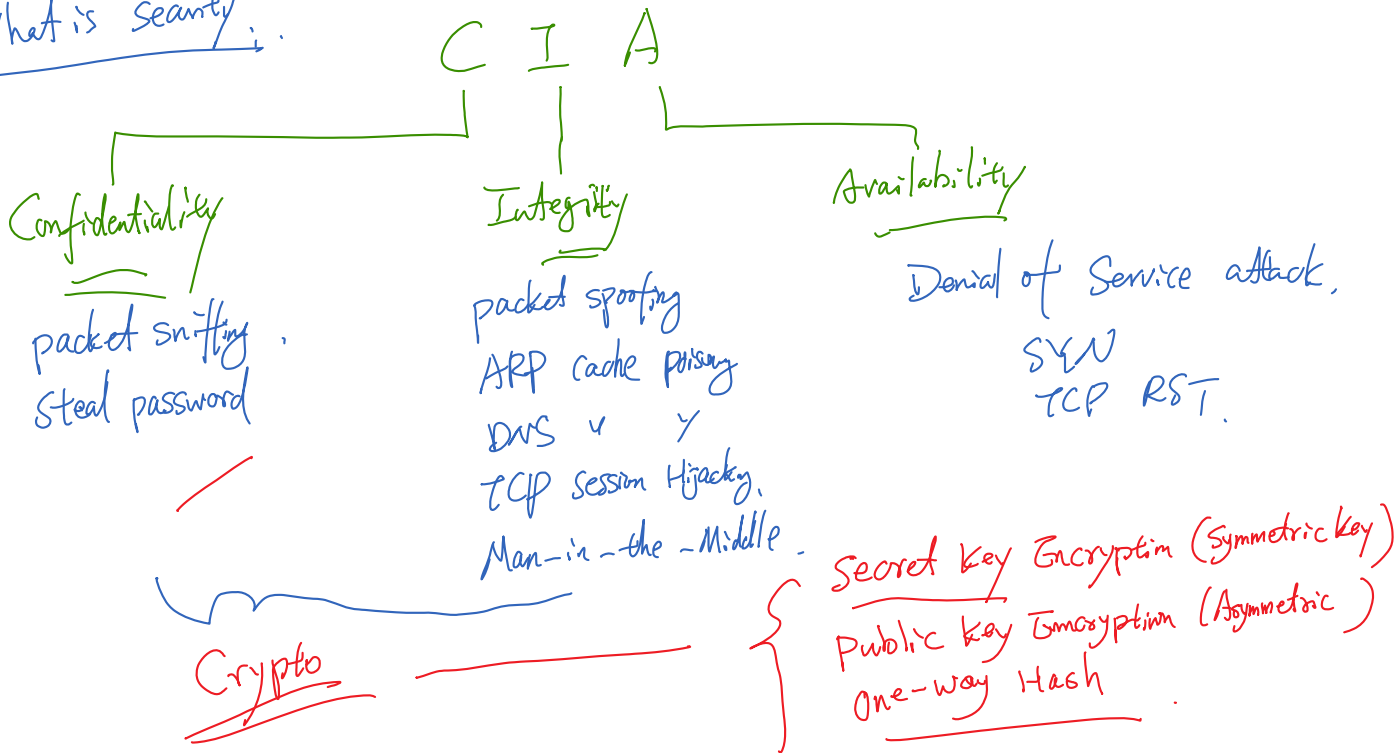 hat is security.
C I A
Confidentiality
packet sniffing.
Steal password
Integrity
packet spoofing
ARP cache poisoning
DNS " "
TCP session Hijacking.
Man-in-the-Middle.
Availability
Denial of Service attack.
SYN
TCP RST.
Crypto
Secret Key Encryption (Symmetric Key)
Public Key Encryption (Asymmetric)
One-way Hash